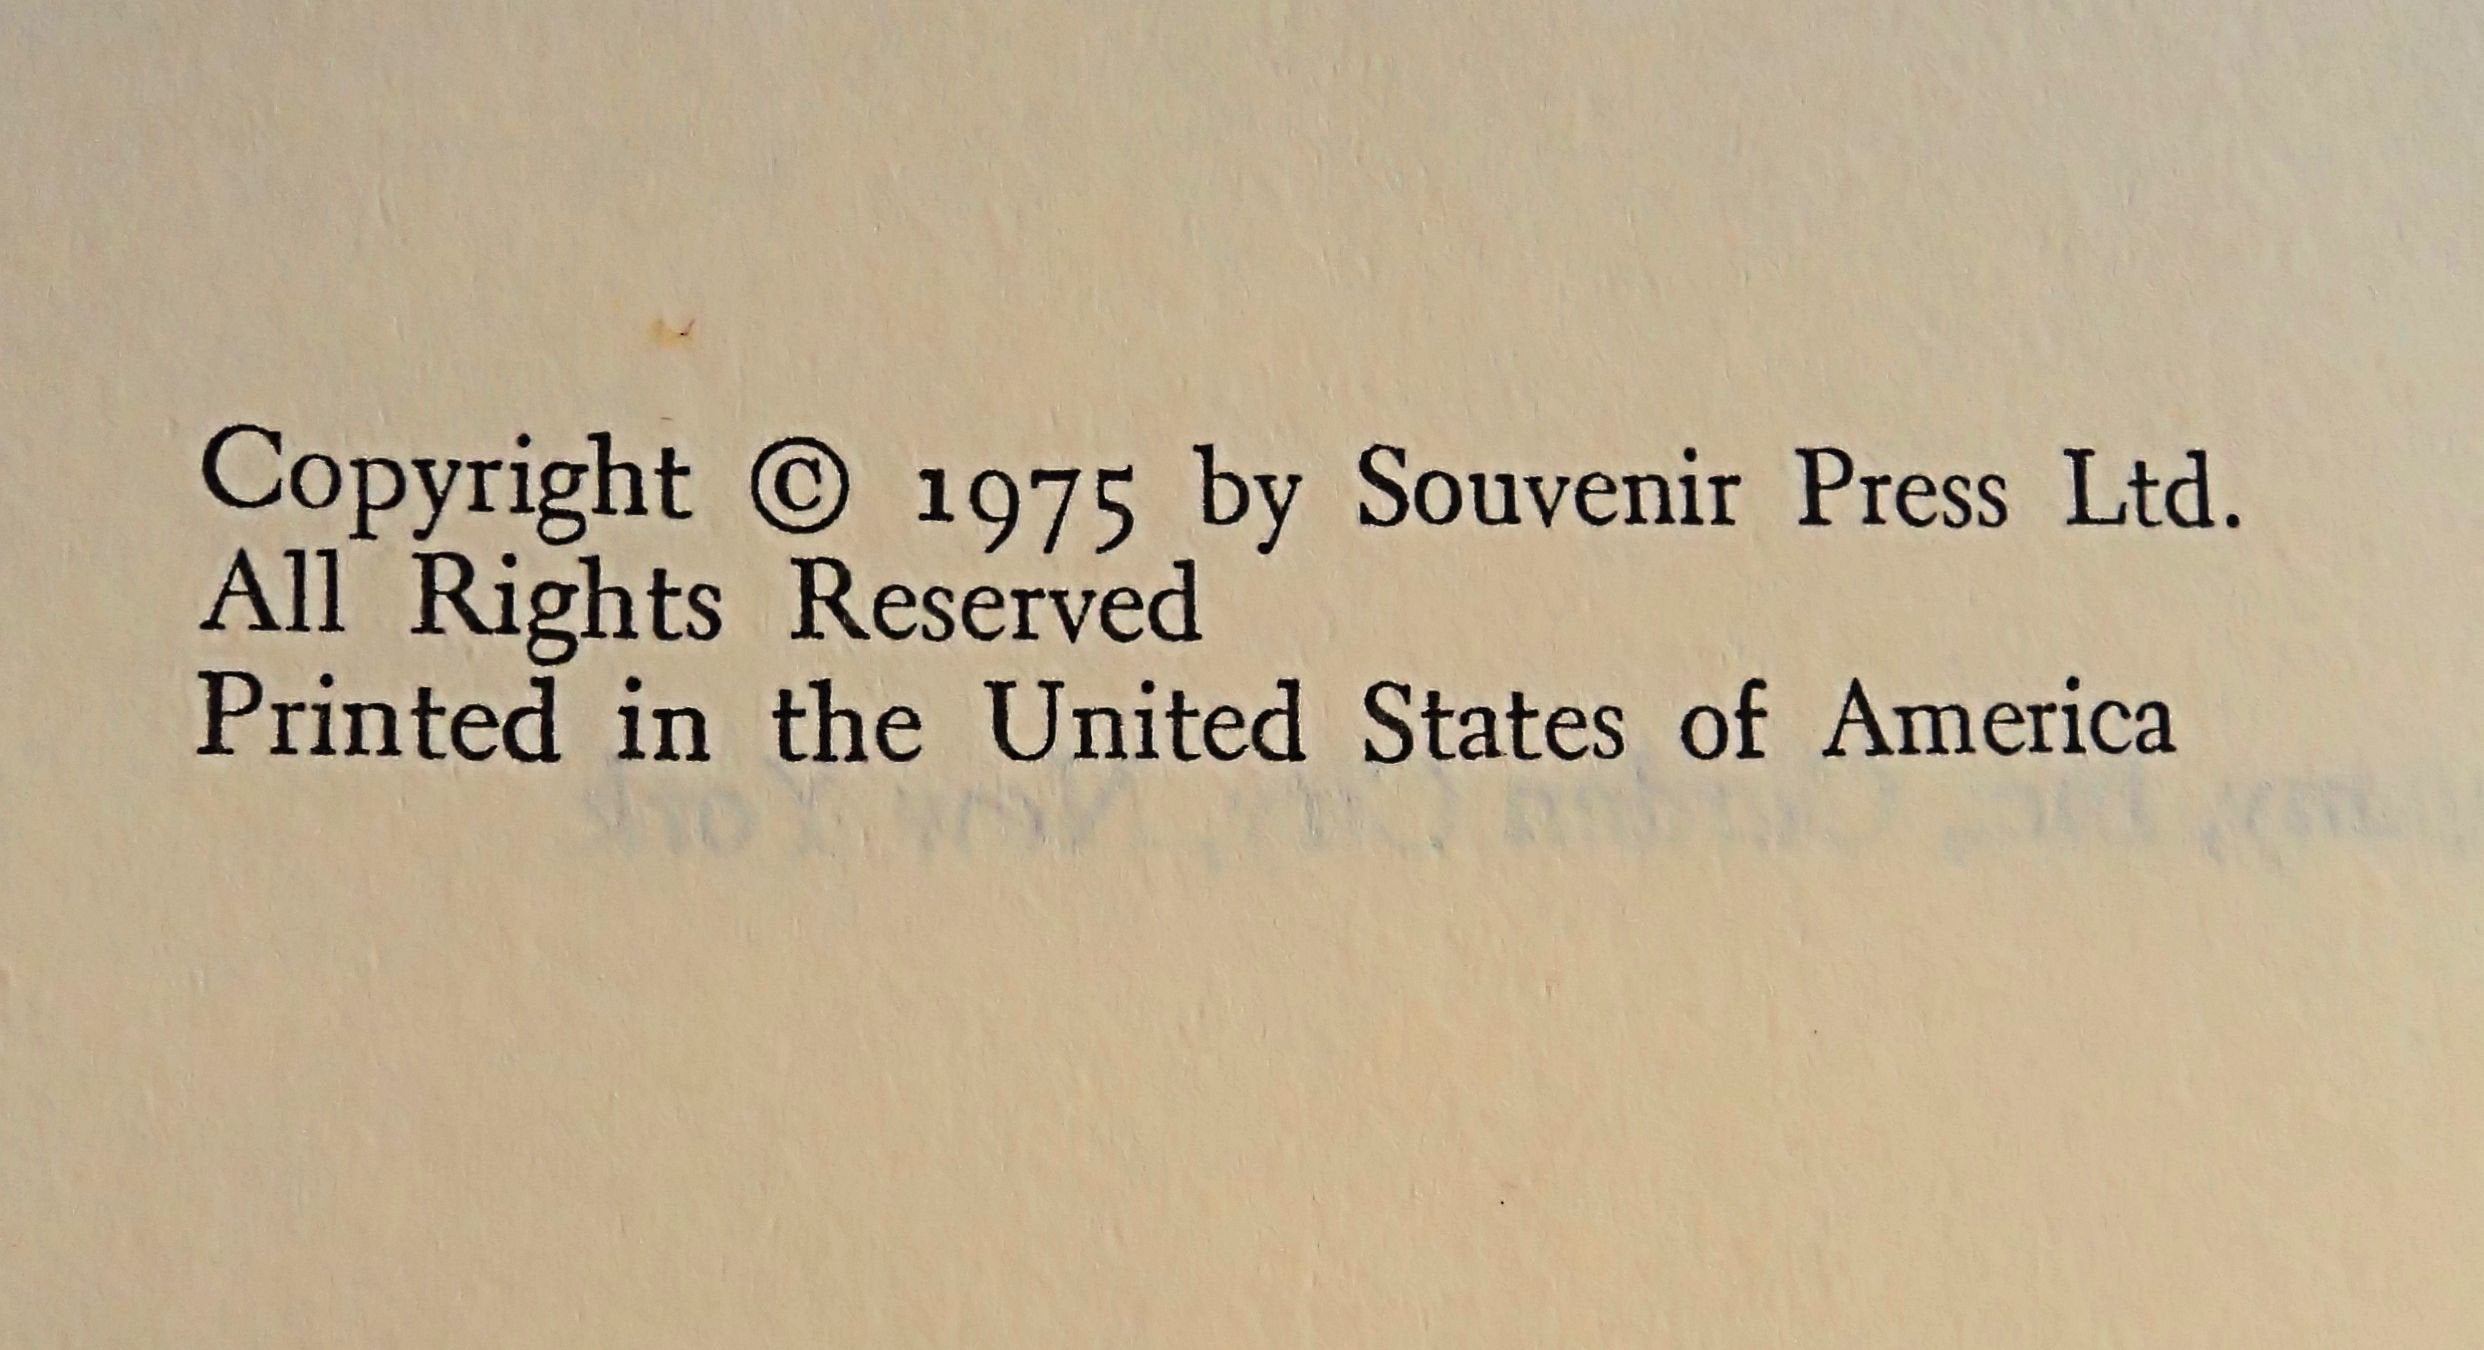 Copyright © 1975 by Souvenir Press Ltd.
All Rights Reserved
Printed in the United States of America